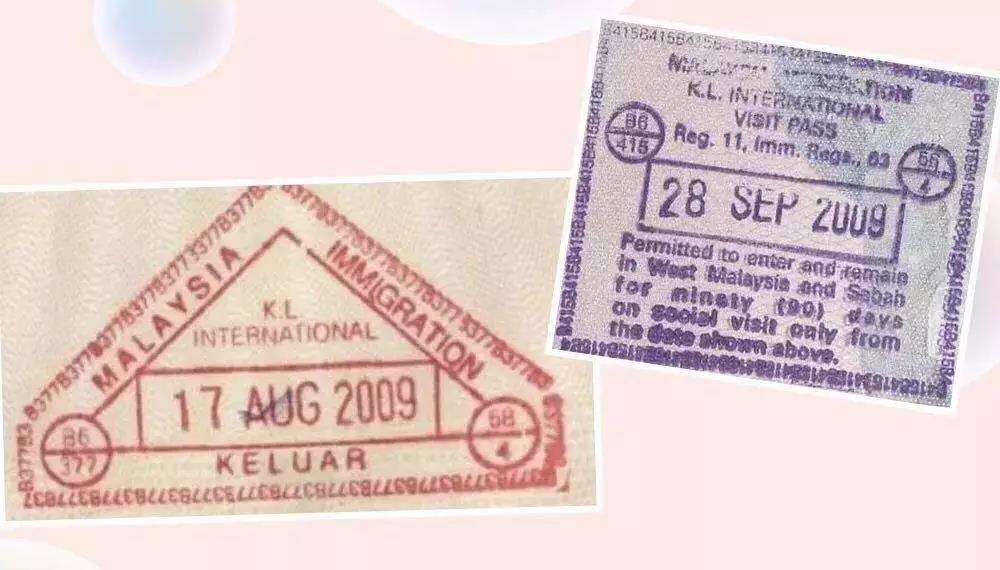 MALAYSIA IMMIGRATION
K.L
INTERNATIONAL
17 AUG 2009
B6
377
68
4
KELUAR
K.L. INTERNATIONAL
VISIT PASS
B6
415
Reg. 11, Imm. Regs., 63
4
28 SEP 2009
Permitted to enter and remain
in West Malaysia and Sabah
for ninety (90) days
on social visit only from
the date shown above.